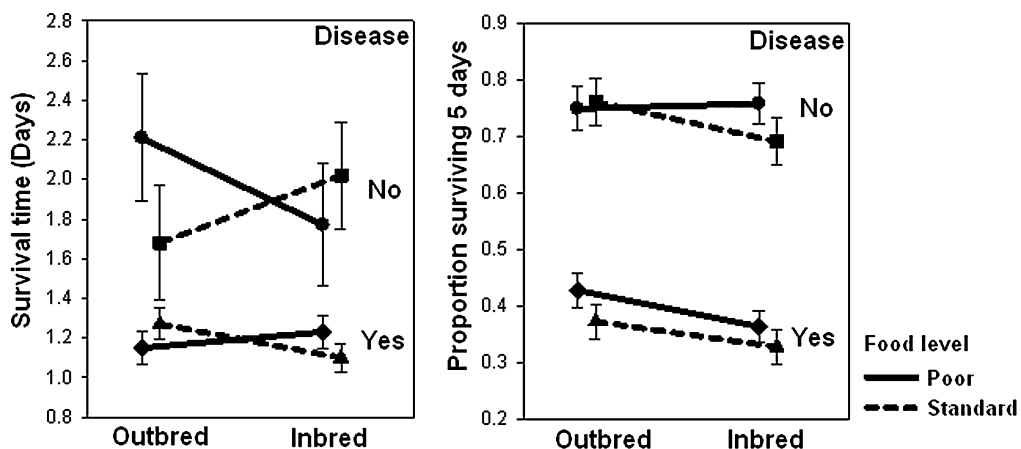 Survival time (Days)
2.8
2.6
2.4
2.2
2.0
1.8
1.6
1.4
1.2
1.0
0.8
Disease
No
Yes
Outbred Inbred
Proportion surviving 5 days
0.9
0.8
0.7
0.6
0.5
0.4
0.3
0.2
Disease
No
Yes
Outbred Inbred
Food level
Poor
Standard